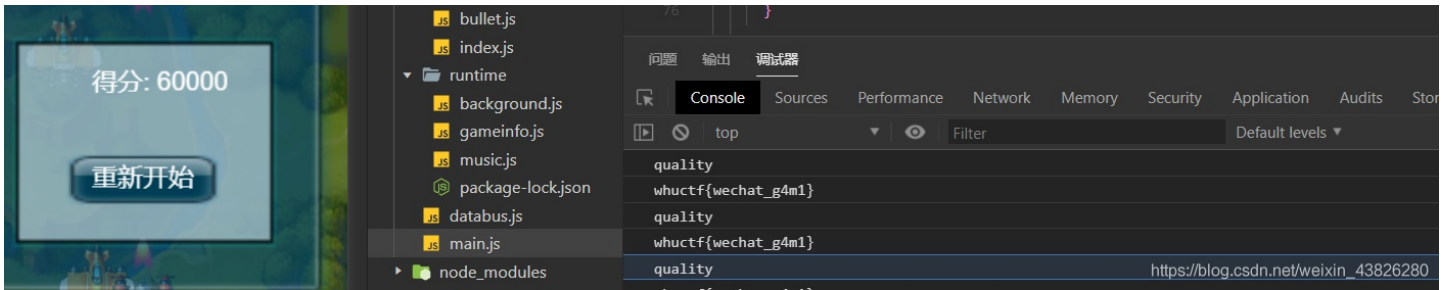 得分: 60000
重新开始
bullet.js
index.js
runtime
background.js
gameinfo.js
music.js
package-lock.json
databus.js
main.js
node_modules
76
}
问题 输出 调试器
Console Sources Performance Network Memory Security Application Audits Stor
top Filter Default levels
quality
whuctf{wechat_g4m1}
quality
whuctf{wechat_g4m1}
quality
https://blog.csdn.net/weixin_43826280